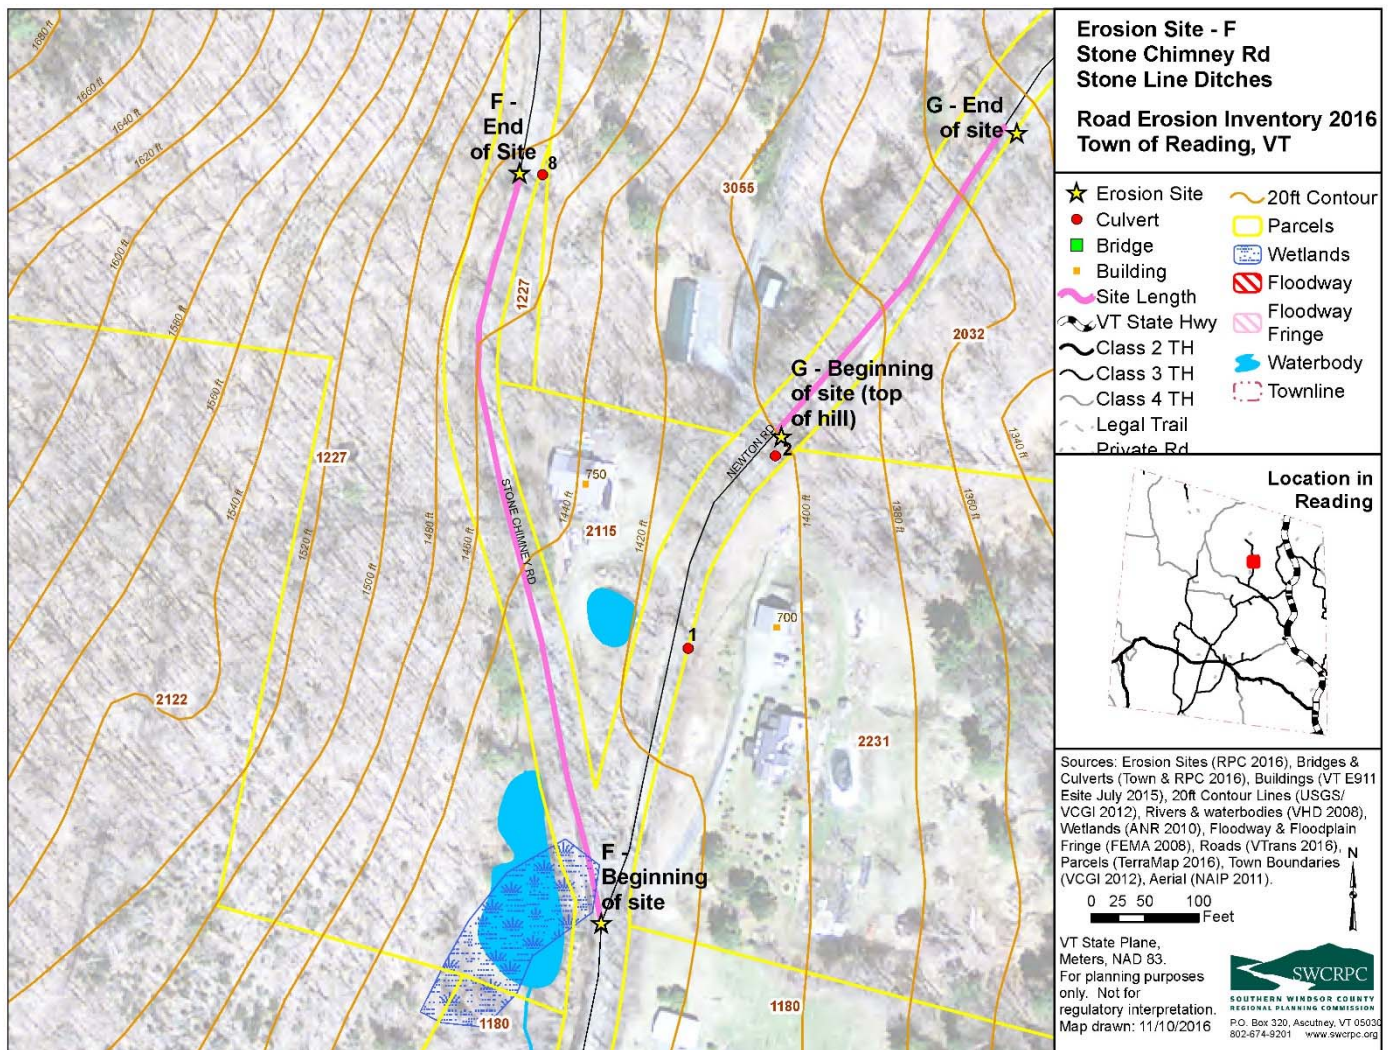 Erosion Site - F
Stone Chimney Rd
Stone Line Ditches
Road Erosion Inventory 2016
Town of Reading, VT
Erosion Site
Culvert
Bridge
Building
Site Length
VT State Hwy
Class 2 TH
Class 3 TH
Class 4 TH
Legal Trail
Private Rd
20ft Contour
Parcels
Wetlands
Floodway
Floodway
Fringe
Waterbody
Townline
Location in
Reading
Sources: Erosion Sites (RPC 2016), Bridges &
Culverts (Town & RPC 2016), Buildings (VT E911
Esite July 2015), 20ft Contour Lines (USGS/
VCGI 2012), Rivers & waterbodies (VHD 2008),
Wetlands (ANR 2010), Floodway & Floodplain
Fringe (FEMA 2008), Roads (VTrans 2016),
Parcels (TerraMap 2016), Town Boundaries
(VCGI 2012), Aerial (NAIP 2011).
N
0 25 50 100
Feet
VT State Plane,
Meters, NAD 83.
For planning purposes
only. Not for
regulatory interpretation.
Map drawn: 11/10/2016
SWCRPC
SOUTHERN WINDSOR COUNTY
REGIONAL PLANNING COMMISSION
P.O. Box 320, Ascutney, VT 05030
802-674-9201 www.swcrpc.org
1680 ft
1660 ft
1640 ft
1620 ft
1600 ft
1580 ft
1560 ft
1540 ft
1520 ft
1500 ft
1480 ft
1460 ft
1440 ft
1420 ft
1400 ft
1380 ft
1360 ft
1340 ft
F -
End
of Site
8
G - End
of site
3055
1227
2032
G - Beginning
of site (top
of hill)
NEWTON RD
2
1227
750
2115
STONE CHIMNEY RD
700
1
2122
2231
F -
Beginning
of site
1180
1180